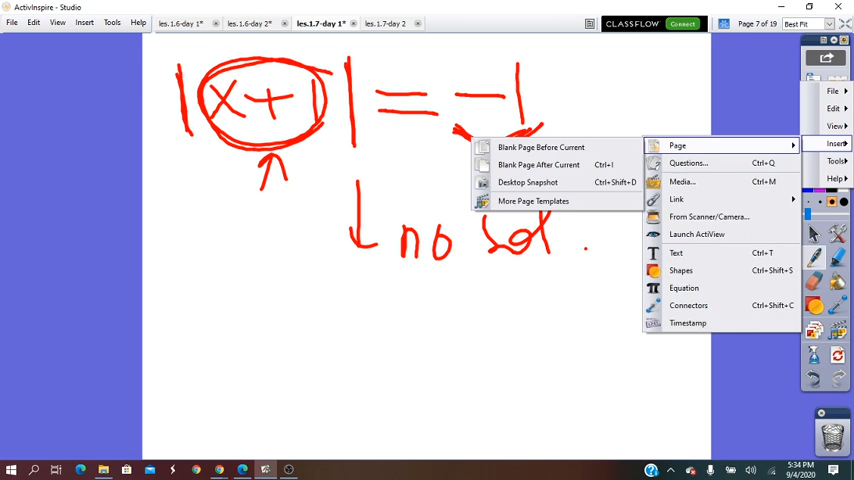 ActivInspire - Studio
File Edit View Insert Tools Help
les.1.6-day 1* × les.1.6-day 2* × les.1.7-day 1* × les.1.7-day 2 ×
CLASSFLOW Connect
Page 7 of 19 Best Fit
|x+1| = -1
no sol.
Blank Page Before Current
Blank Page After Current Ctrl+I
Desktop Snapshot Ctrl+Shift+D
More Page Templates
Page
Questions... Ctrl+Q
Media... Ctrl+M
Link
From Scanner/Camera...
Launch ActiView
Text Ctrl+T
Shapes Ctrl+Shift+S
Equation
Connectors Ctrl+Shift+C
Timestamp
File
Edit
View
Insert
Tools
Help
5:34 PM
9/4/2020